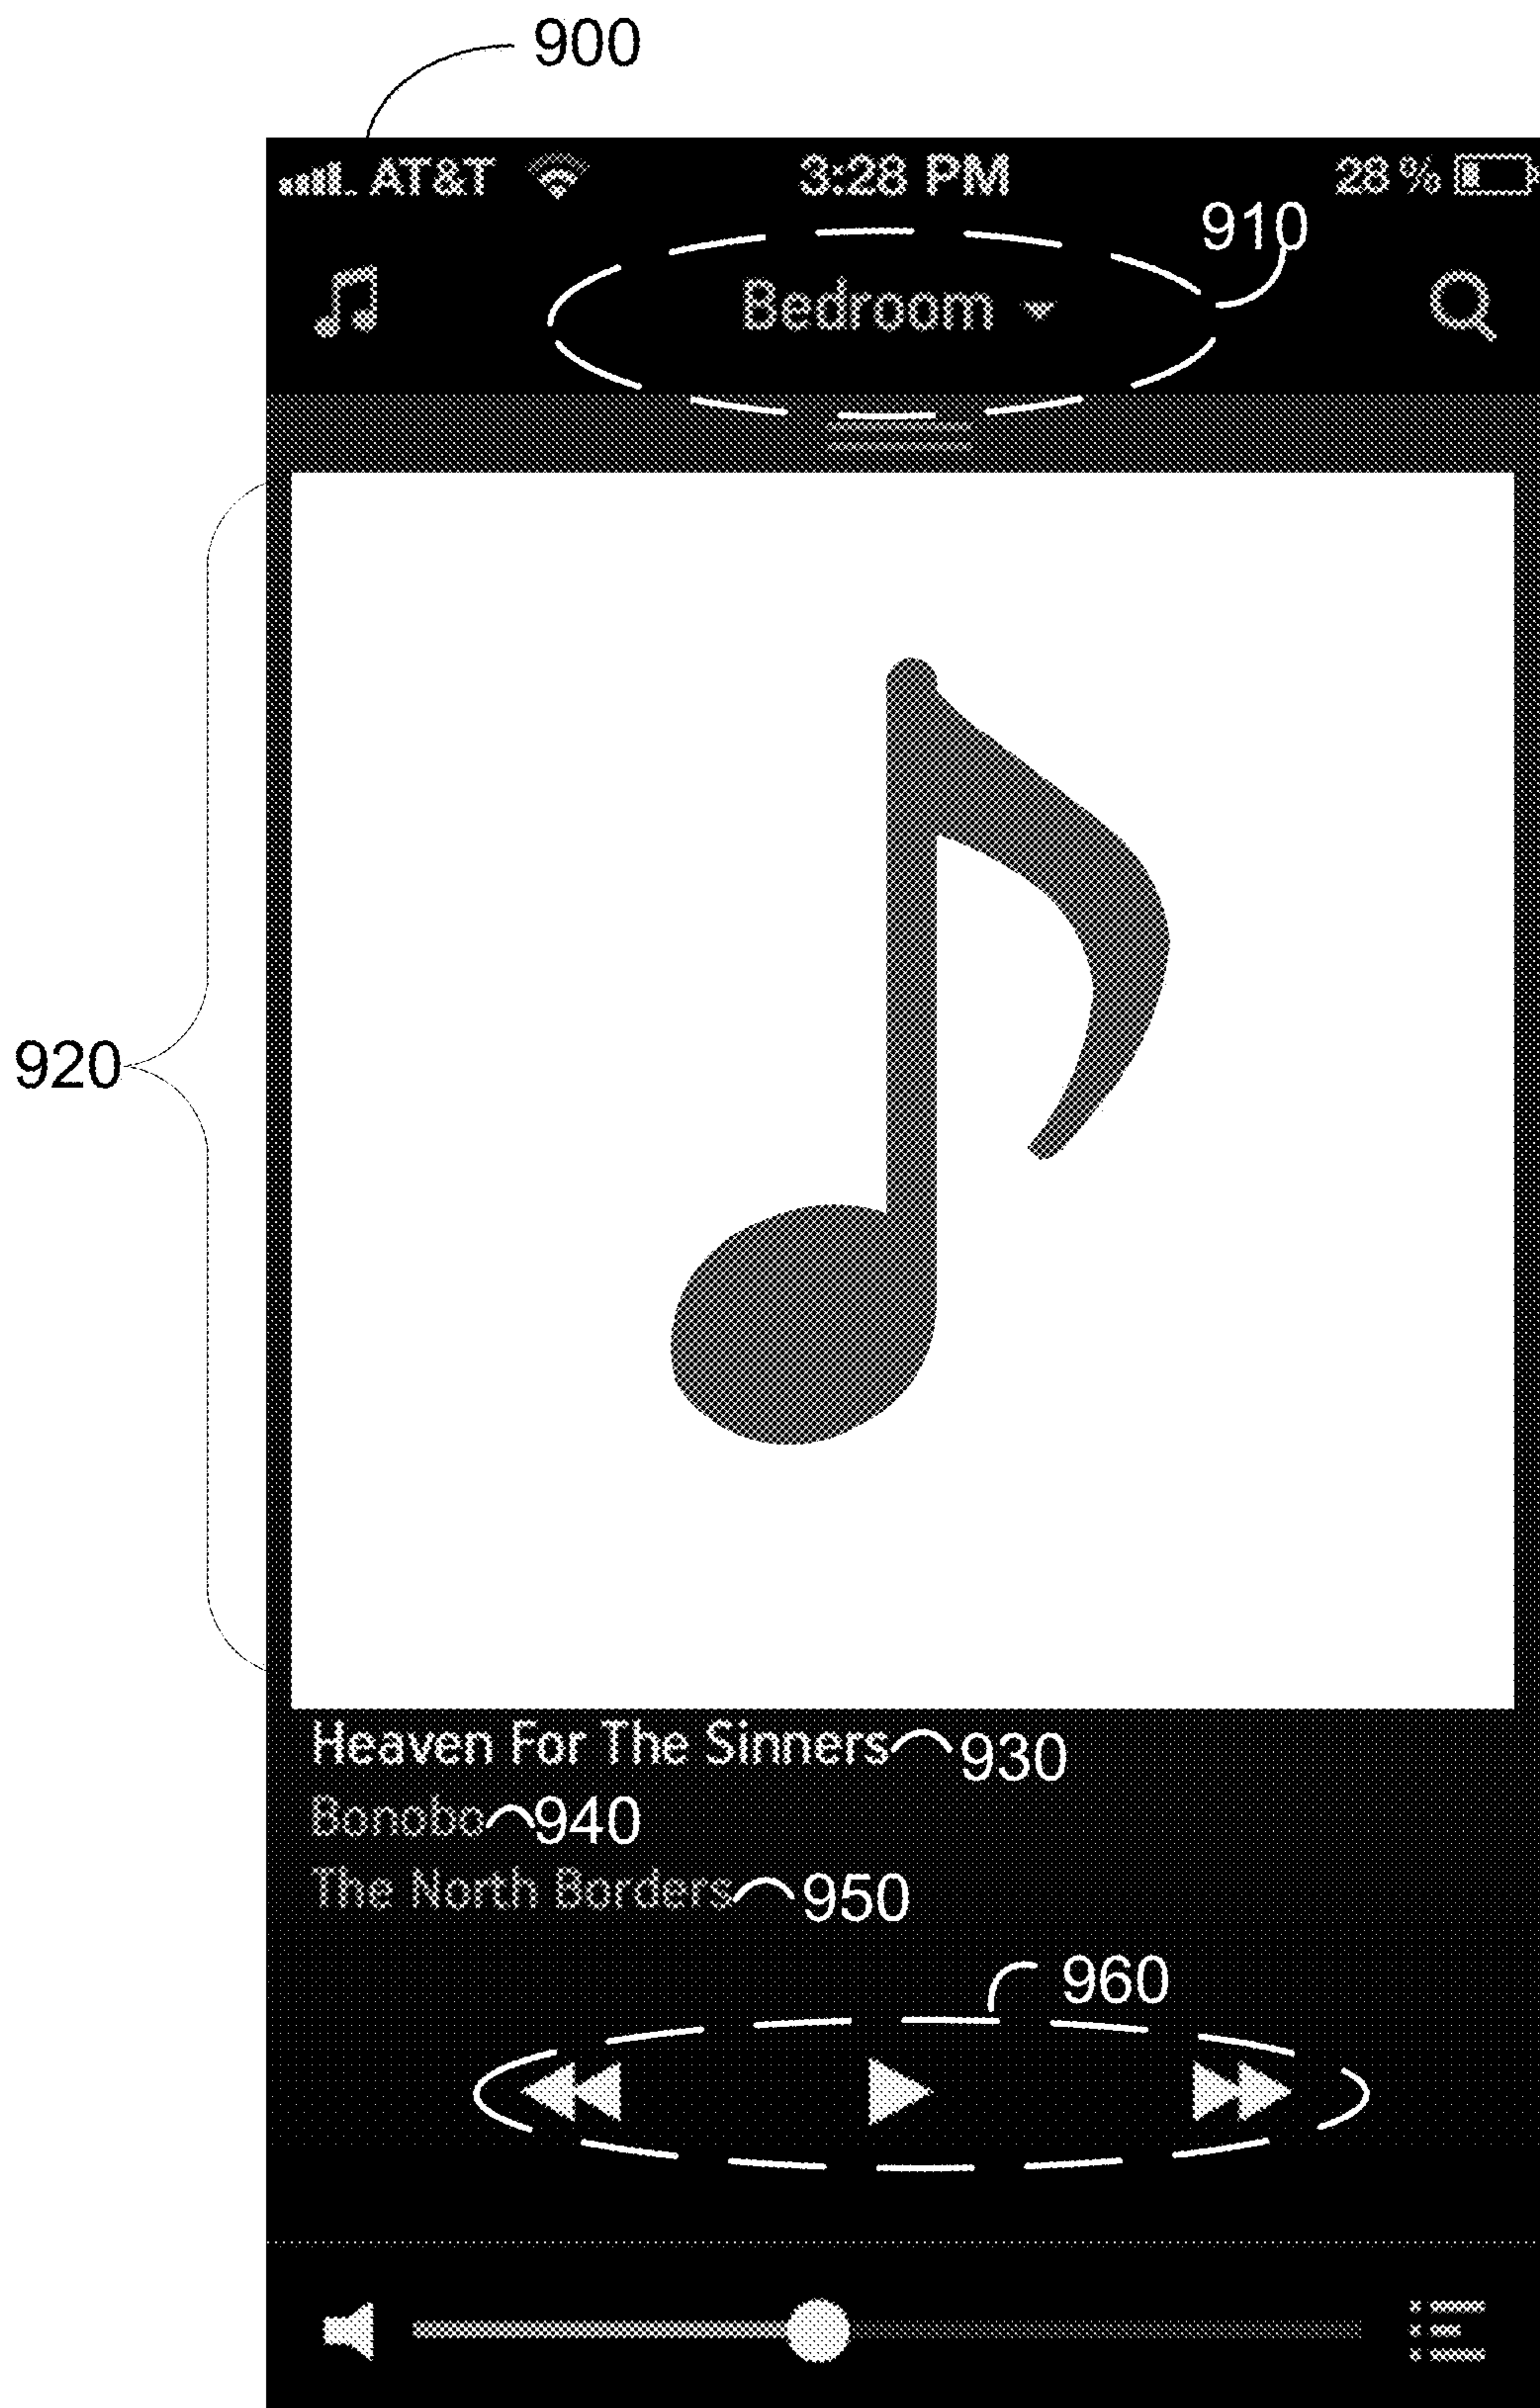 900
AT&T 3:28 PM 28 %
910
Bedroom
920
Heaven For The Sinners 930
Bonobo 940
The North Borders 950
960